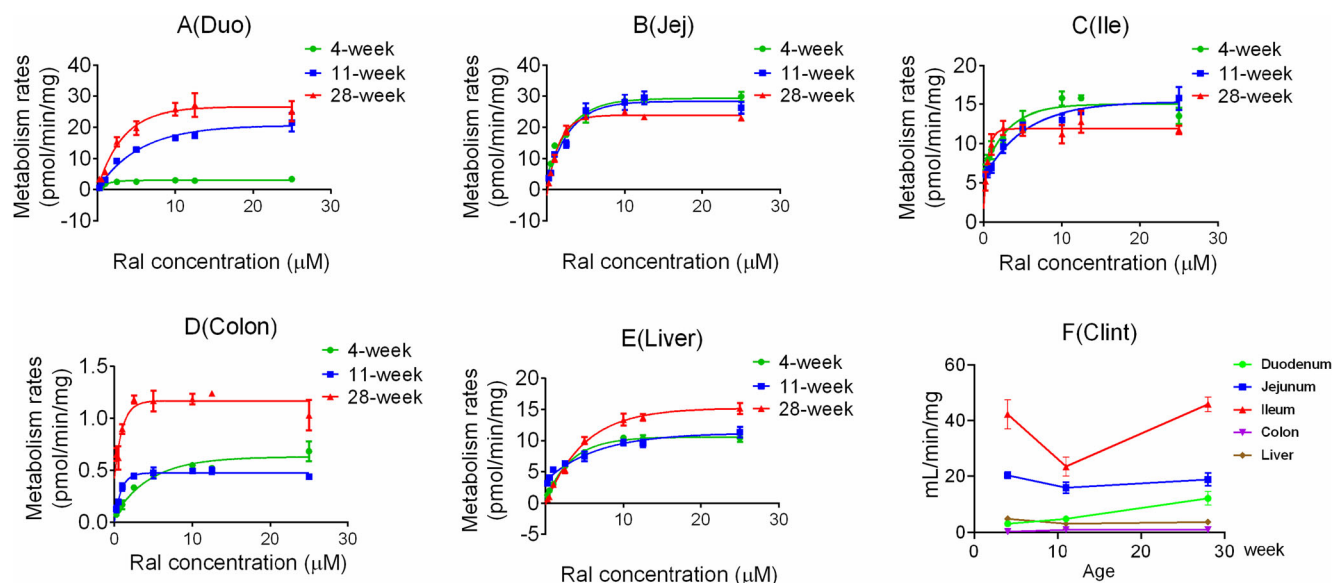 A(Duo)
4-week
11-week
28-week
Metabolism rates
(pmol/min/mg)
40
30
20
10
0
-10
10
20
30
Ral concentration (μM)
B(Jej)
4-week
11-week
28-week
Metabolism rates
(pmol/min/mg)
40
30
20
10
0
-10
10
20
30
Ral concentration (μM)
C(Ile)
4-week
11-week
28-week
Metabolism rates
(pmol/min/mg)
20
15
10
5
0
0
10
20
30
Ral concentration (μM)
D(Colon)
4-week
11-week
28-week
Metabolism rates
(pmol/min/mg)
1.5
1.0
0.5
0.0
0
10
20
30
Ral concentration (μM)
E(Liver)
4-week
11-week
28-week
Metabolism rates
(pmol/min/mg)
20
15
10
5
0
-5
10
20
30
Ral concentration (μM)
F(Clint)
Duodenum
Jejunum
Ileum
Colon
Liver
mL/min/mg
60
40
20
0
0
10
20
30
week
Age